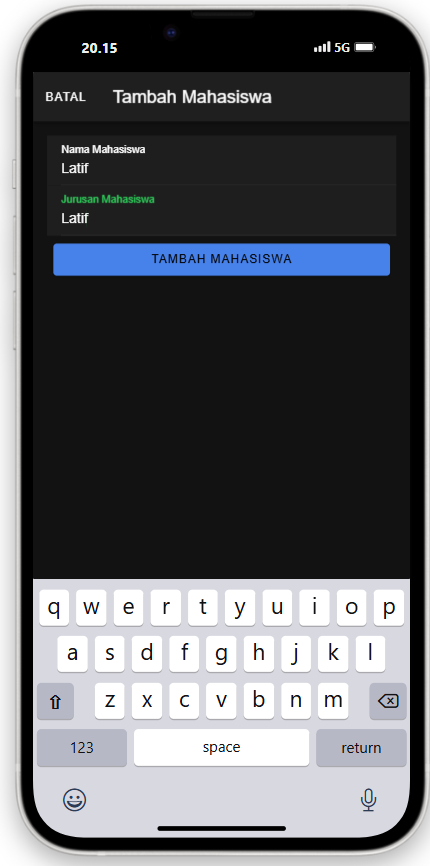 20.15 5G
BATAL Tambah Mahasiswa
Nama Mahasiswa
Latif
Jurusan Mahasiswa
Latif
TAMBAH MAHASISWA
q w e r t y u i o p
a s d f g h j k l
z x c v b n m
123 space return